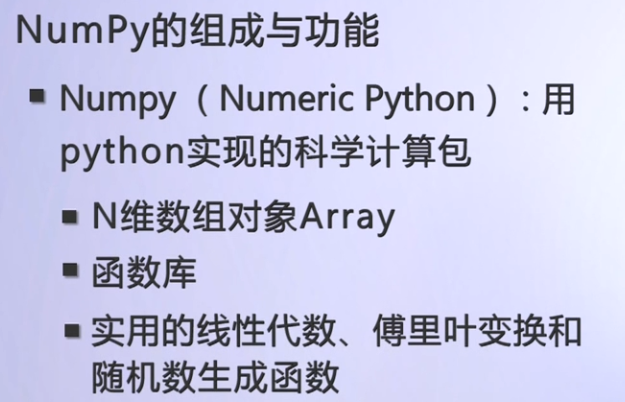 NumPy的组成与功能
Numpy（Numeric Python）：用
python实现的科学计算包
N维数组对象Array
函数库
实用的线性代数、傅里叶变换和
随机数生成函数